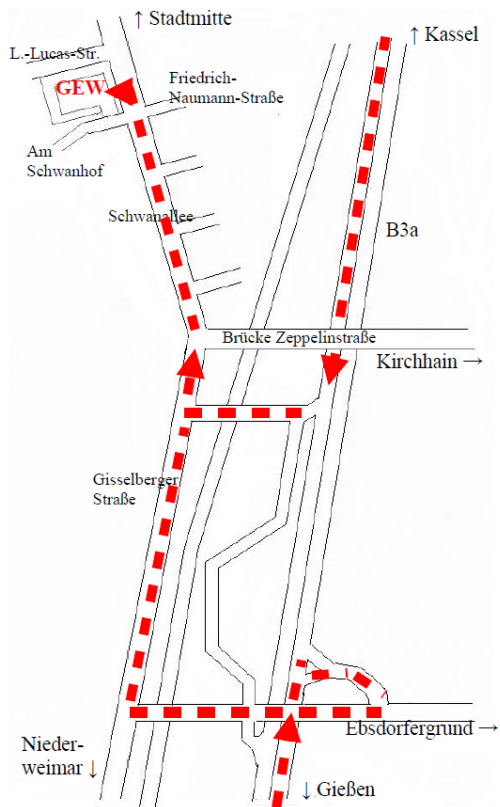 ↑ Stadtmitte
↑ Kassel
L.-Lucas-Str.
GEW
Friedrich-
Naumann-Straße
Am
Schwanhof
Schwanallee
B3a
Brücke Zeppelinstraße
Kirchhain →
Gisselberger
Straße
Ebsdorfergrund →
Nieder-
weimar ↓
↓ Gießen